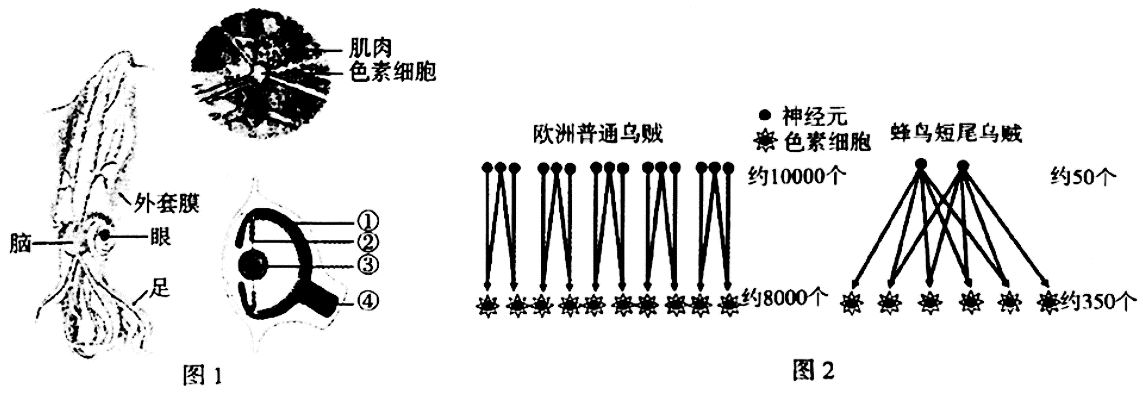 肌肉
色素细胞
外套膜
脑
眼
足
①
②
③
④
图1
欧洲普通乌贼
神经元
色素细胞
蜂鸟短尾乌贼
约10000个
约50个
约8000个
约350个
图2